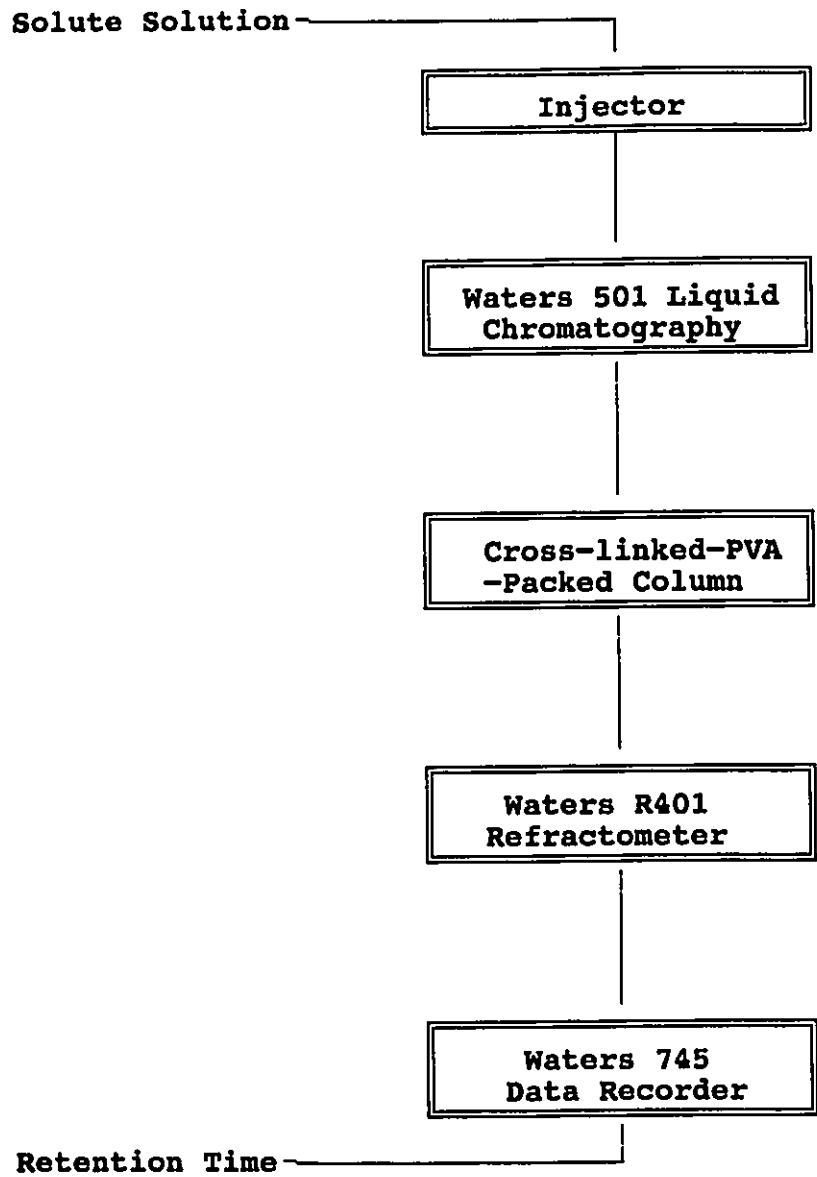 Solute Solution
Injector
Waters 501 Liquid
Chromatography
Cross-linked-PVA
-Packed Column
Waters R401
Refractometer
Waters 745
Data Recorder
Retention Time